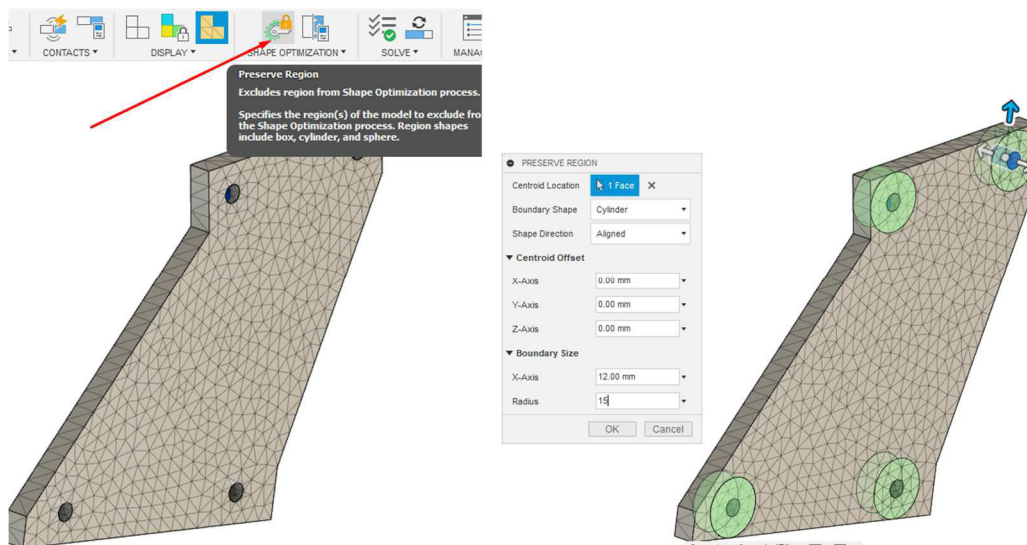 CONTACTS
DISPLAY
SHAPE OPTIMIZATION
SOLVE
Preserve Region
Excludes region from Shape Optimization process.
Specifies the region(s) of the model to exclude fro
the Shape Optimization process. Region shapes
include box, cylinder, and sphere.
PRESERVE REGION
Centroid Location 1 Face
Boundary Shape Cylinder
Shape Direction Aligned
Centroid Offset
X-Axis 0.00 mm
Y-Axis 0.00 mm
Z-Axis 0.00 mm
Boundary Size
X-Axis 12.00 mm
Radius 15
OK Cancel